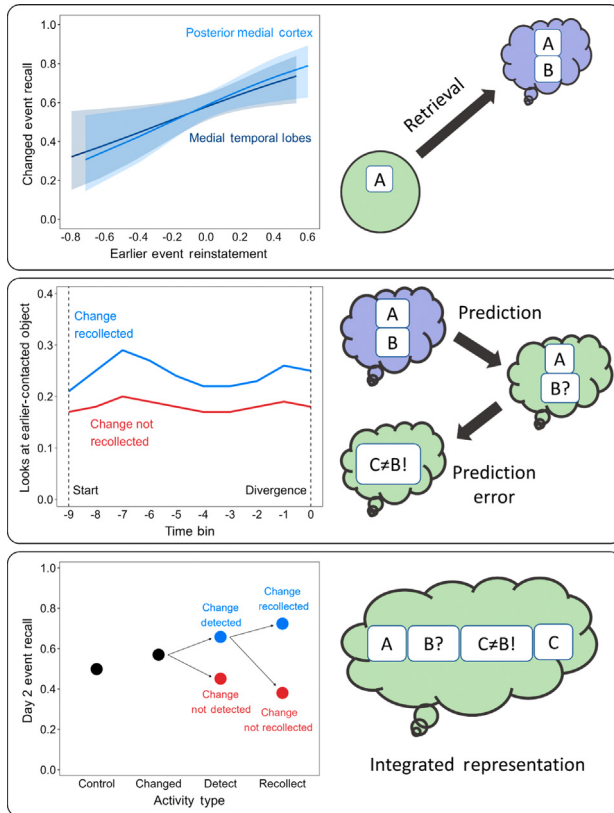 1.0
0.8
0.6
0.4
0.2
0.0
Changed event recall
Posterior medial cortex
Medial temporal lobes
-0.8 -0.6 -0.4 -0.2 0.0 0.2 0.4 0.6
Earlier event reinstatement
A
Retrieval
A
B
0.4
0.3
0.2
0.1
0.0
Looks at earlier-contacted object
Change
recollected
Change not
recollected
Start
Divergence
-9 -8 -7 -6 -5 -4 -3 -2 -1 0
Time bin
A
B
Prediction
A
B?
C≠B!
Prediction
error
1.0
0.8
0.6
0.4
0.2
0.0
Day 2 event recall
Change
detected
Change
recollected
Change
not detected
Change
not recollected
Control Changed Detect Recollect
Activity type
A B? C≠B! C
Integrated representation